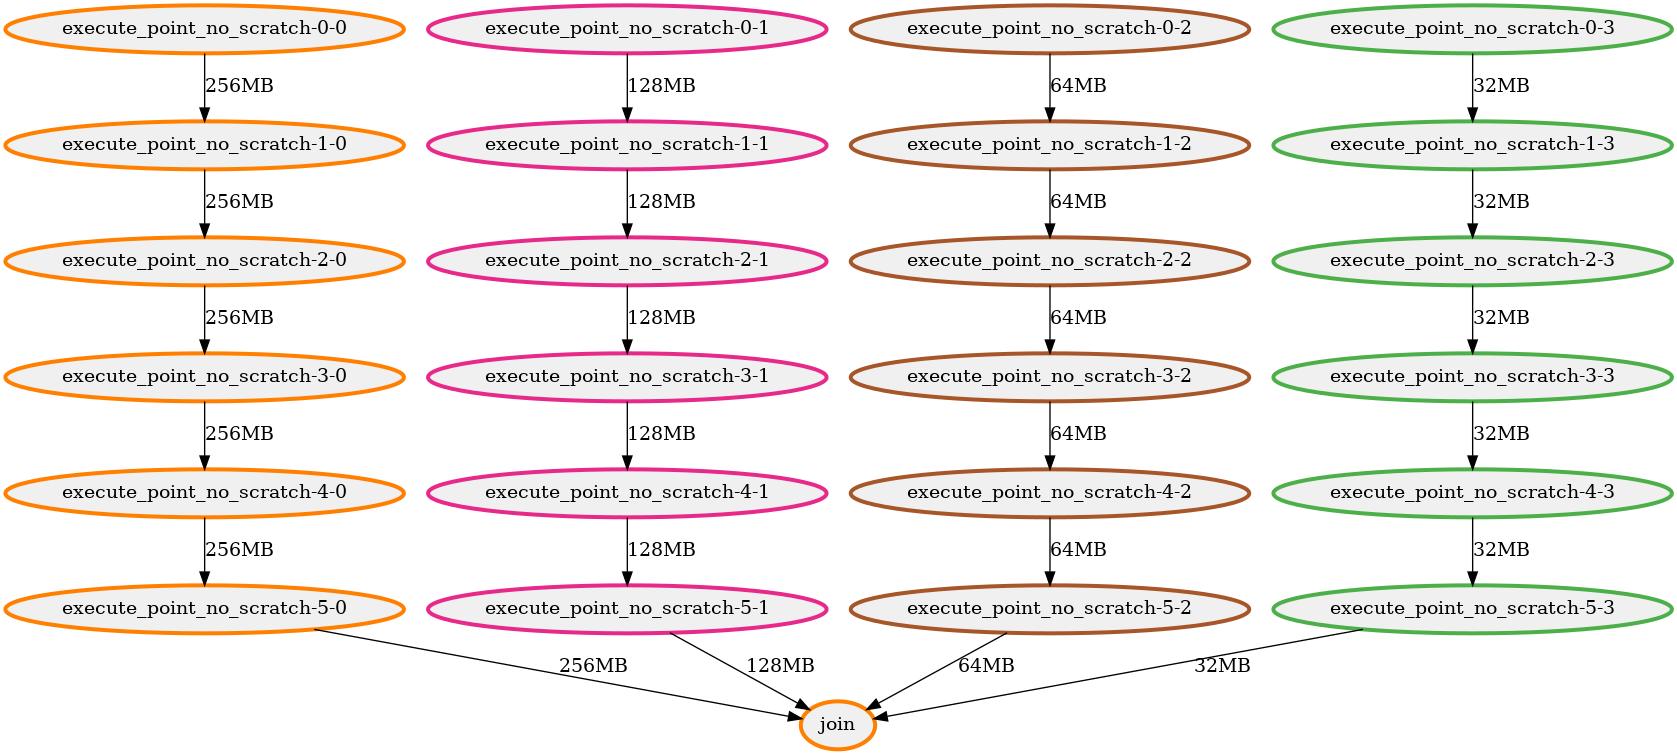 execute_point_no_scratch-0-0
execute_point_no_scratch-0-1
execute_point_no_scratch-0-2
execute_point_no_scratch-0-3
256MB
128MB
64MB
32MB
execute_point_no_scratch-1-0
execute_point_no_scratch-1-1
execute_point_no_scratch-1-2
execute_point_no_scratch-1-3
256MB
128MB
64MB
32MB
execute_point_no_scratch-2-0
execute_point_no_scratch-2-1
execute_point_no_scratch-2-2
execute_point_no_scratch-2-3
256MB
128MB
64MB
32MB
execute_point_no_scratch-3-0
execute_point_no_scratch-3-1
execute_point_no_scratch-3-2
execute_point_no_scratch-3-3
256MB
128MB
64MB
32MB
execute_point_no_scratch-4-0
execute_point_no_scratch-4-1
execute_point_no_scratch-4-2
execute_point_no_scratch-4-3
256MB
128MB
64MB
32MB
execute_point_no_scratch-5-0
execute_point_no_scratch-5-1
execute_point_no_scratch-5-2
execute_point_no_scratch-5-3
256MB
128MB
64MB
32MB
join